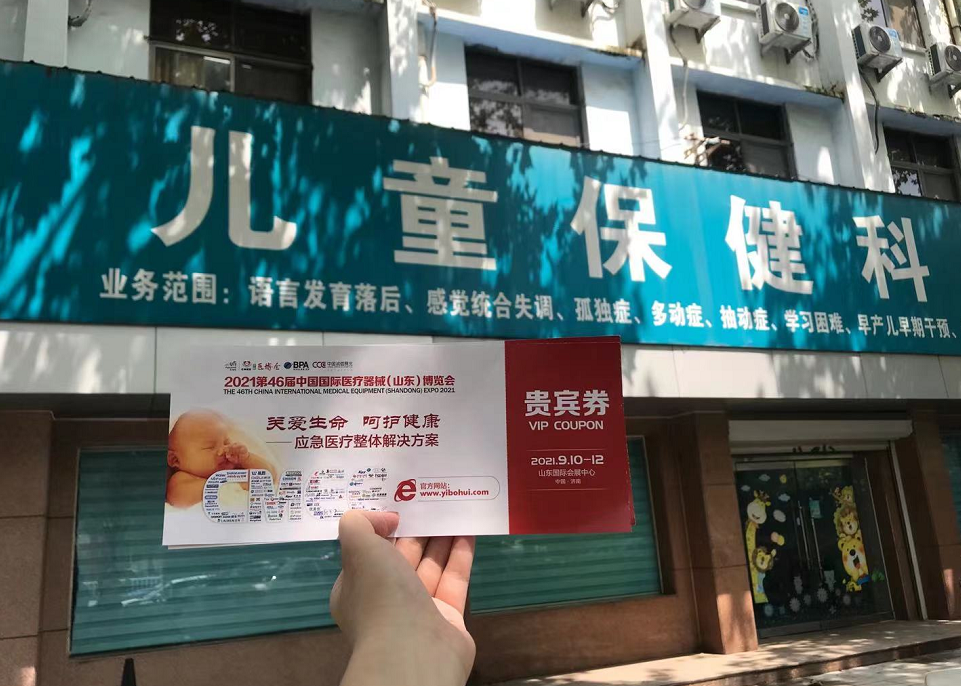 儿童保健科
业务范围：语言发育落后、感觉统合失调、孤独症、多动症、抽动症、学习困难、早产儿早期干预、
BPA
2021第46届中国国际医疗器械(山东)博览会
THE 46TH CHINA INTERNATIONAL MEDICAL EQUIPMENT (SHANDONG) EXPO 2021
关爱生命 呵护健康
应急医疗整体解决方案
官方网站：
www.yibohui.com
贵宾券
VIP COUPON
2021.9.10-12
山东国际会展中心
中国·济南